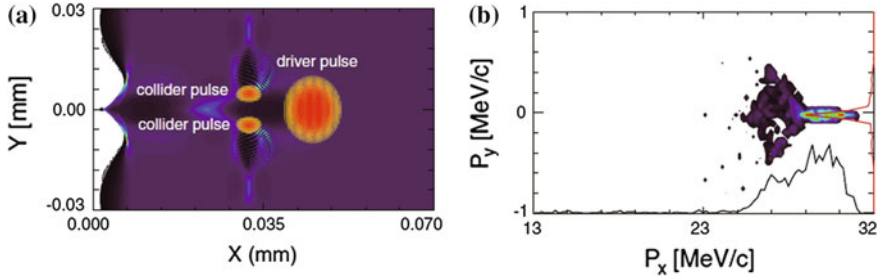 (a)
0.03
Y [mm]
0.00
-0.03
driver pulse
collider pulse
collider pulse
0.000
0.035
0.070
X (mm)
(b)
1
P_y [MeV/c]
0
-1
13
23
32
P_x [MeV/c]